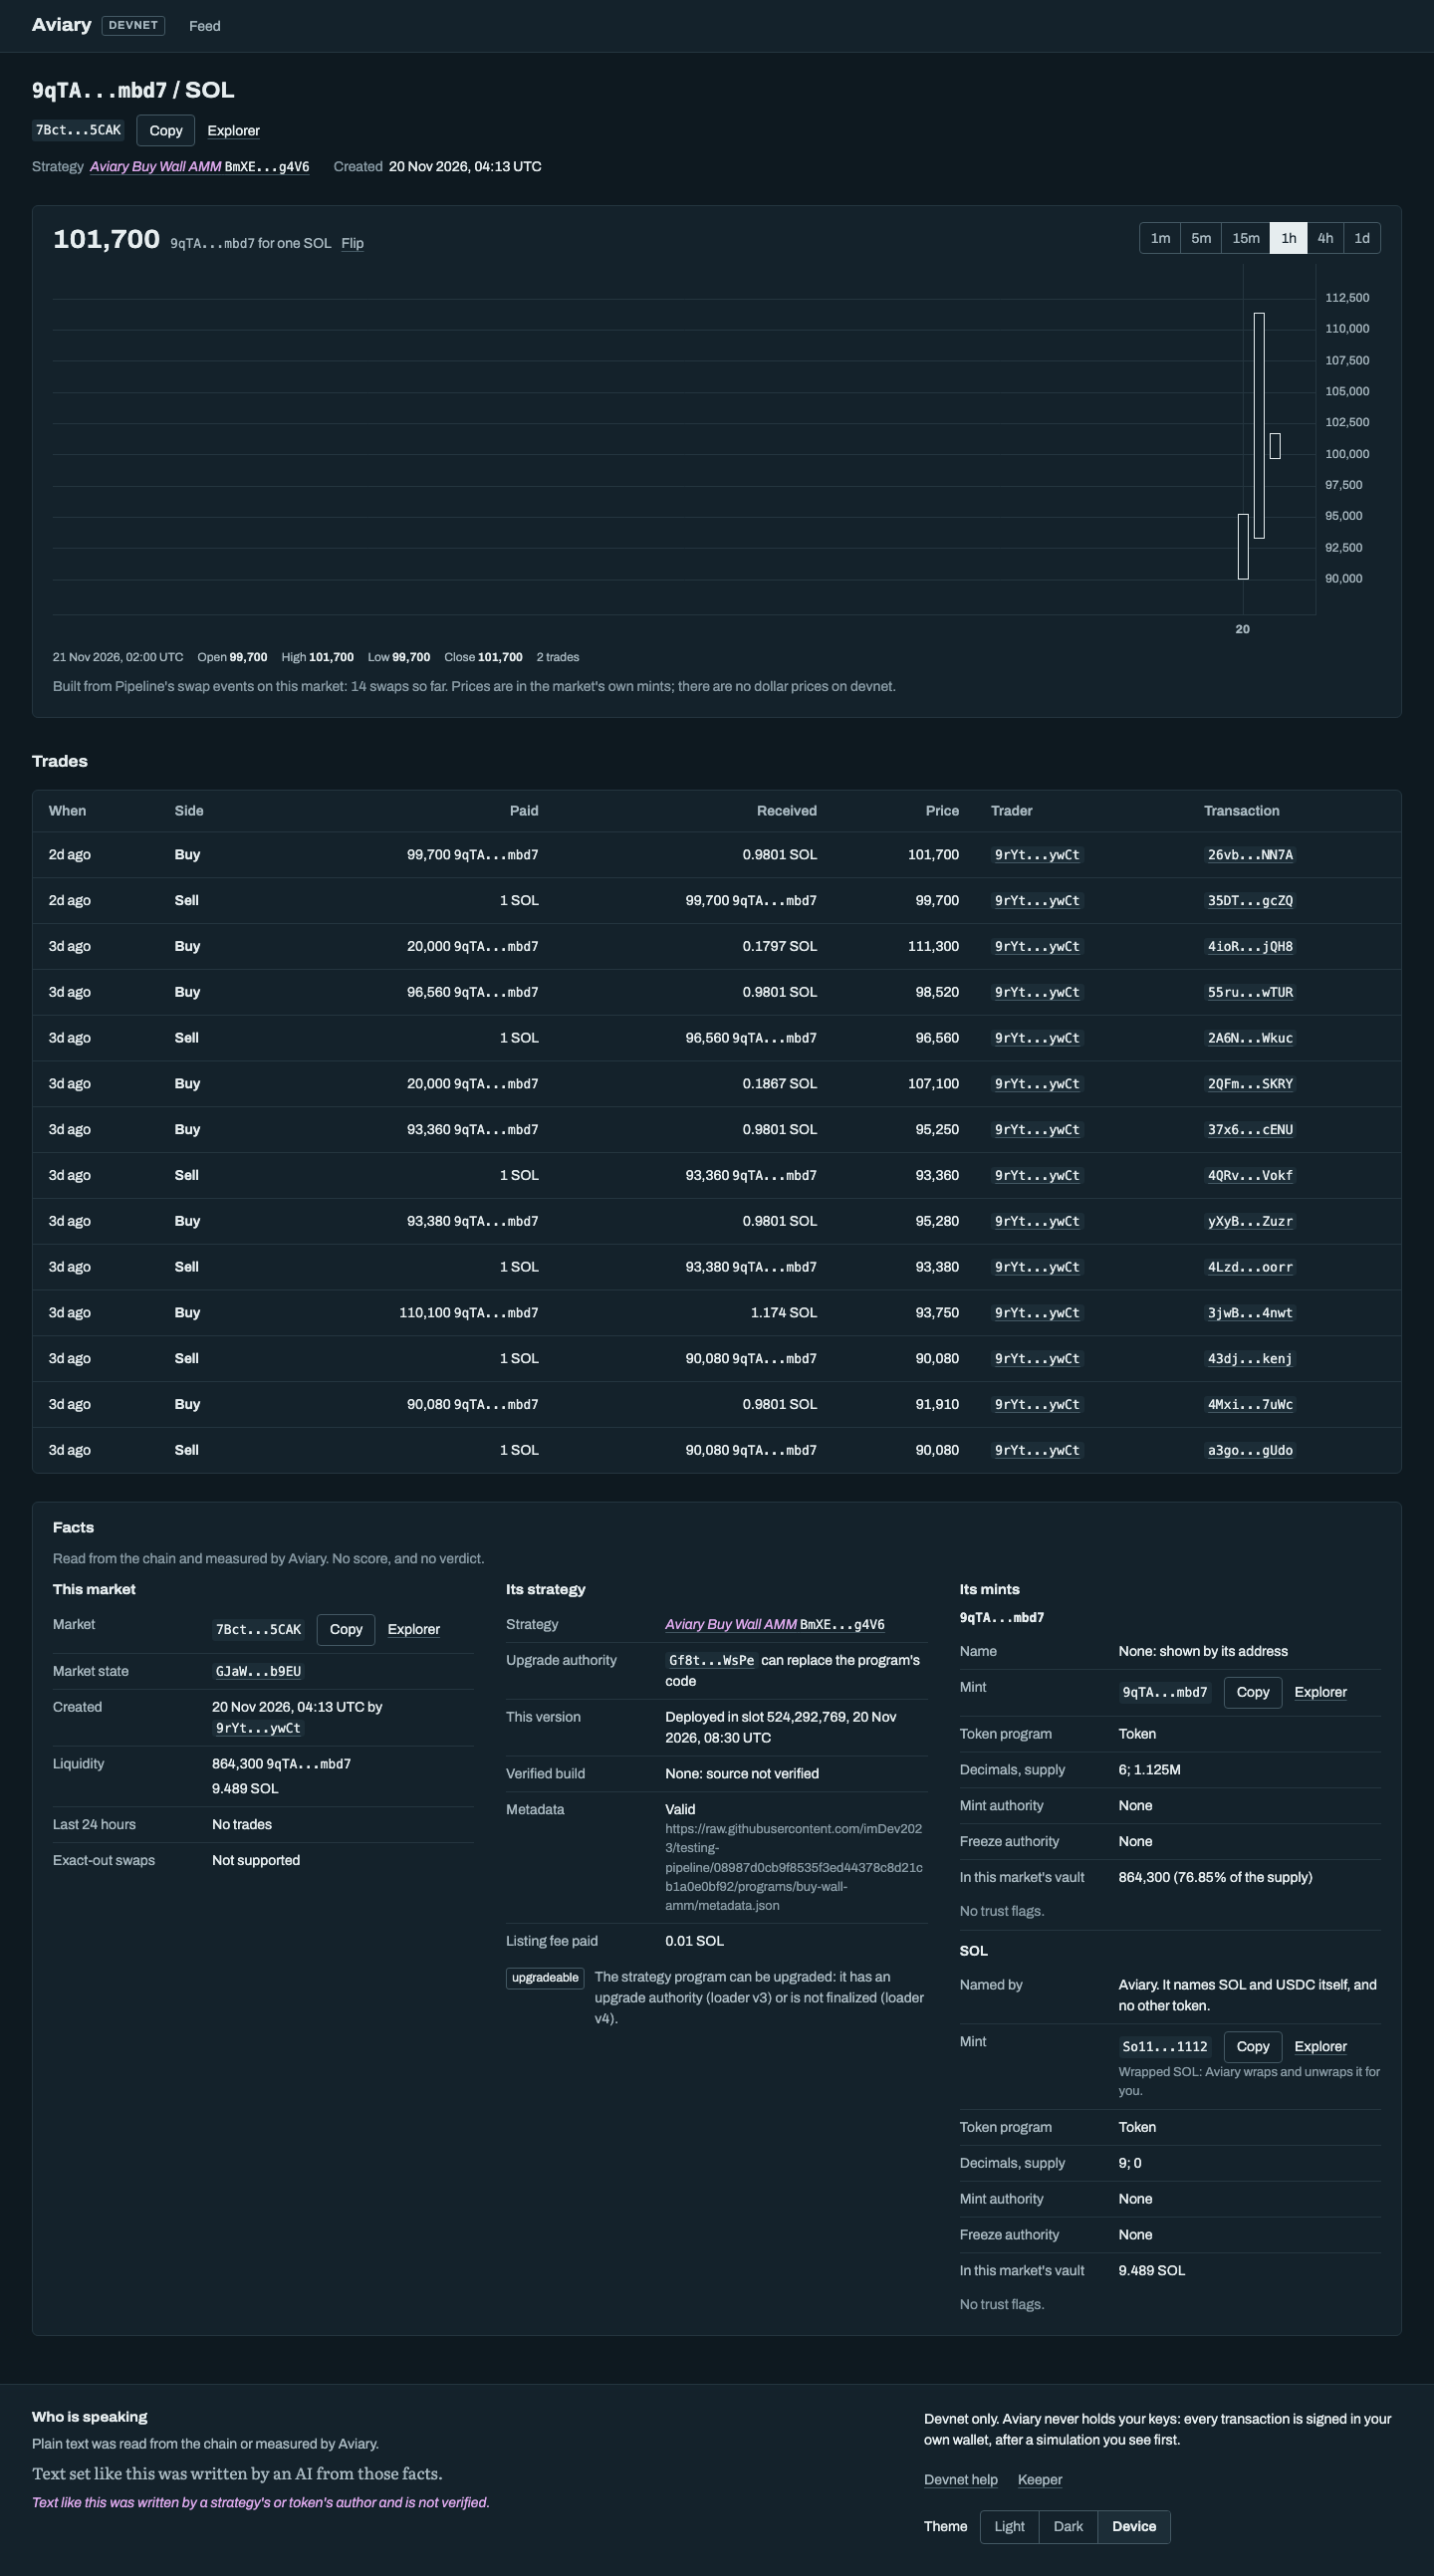 Aviary DEVNET Feed
9qTA...mbd7 / SOL
7Bct...5CAK Copy Explorer
Strategy Aviary Buy Wall AMM BmXE...g4V6 Created 20 Nov 2026, 04:13 UTC
101,700 9qTA...mbd7 for one SOL Flip 1m 5m 15m 1h 4h 1d
112,500
110,000
107,500
105,000
102,500
100,000
97,500
95,000
92,500
90,000
20
21 Nov 2026, 02:00 UTC Open 99,700 High 101,700 Low 99,700 Close 101,700 2 trades
Built from Pipeline's swap events on this market: 14 swaps so far. Prices are in the market's own mints; there are no dollar prices on devnet.
Trades
When Side Paid Received Price Trader Transaction
2d ago Buy 99,700 9qTA...mbd7 0.9801 SOL 101,700 9rYt...ywCt 26vb...NN7A
2d ago Sell 1 SOL 99,700 9qTA...mbd7 99,700 9rYt...ywCt 35DT...gcZQ
3d ago Buy 20,000 9qTA...mbd7 0.1797 SOL 111,300 9rYt...ywCt 4ioR...jQH8
3d ago Buy 96,560 9qTA...mbd7 0.9801 SOL 98,520 9rYt...ywCt 55ru...wTUR
3d ago Sell 1 SOL 96,560 9qTA...mbd7 96,560 9rYt...ywCt 2A6N...Wkuc
3d ago Buy 20,000 9qTA...mbd7 0.1867 SOL 107,100 9rYt...ywCt 2QFm...SKRY
3d ago Buy 93,360 9qTA...mbd7 0.9801 SOL 95,250 9rYt...ywCt 37x6...cENU
3d ago Sell 1 SOL 93,360 9qTA...mbd7 93,360 9rYt...ywCt 4QRv...Vokf
3d ago Buy 93,380 9qTA...mbd7 0.9801 SOL 95,280 9rYt...ywCt yXyB...Zuzr
3d ago Sell 1 SOL 93,380 9qTA...mbd7 93,380 9rYt...ywCt 4Lzd...oorr
3d ago Buy 110,100 9qTA...mbd7 1.174 SOL 93,750 9rYt...ywCt 3jwB...4nwt
3d ago Sell 1 SOL 90,080 9qTA...mbd7 90,080 9rYt...ywCt 43dj...kenj
3d ago Buy 90,080 9qTA...mbd7 0.9801 SOL 91,910 9rYt...ywCt 4Mxi...7uWc
3d ago Sell 1 SOL 90,080 9qTA...mbd7 90,080 9rYt...ywCt a3go...gUdo
Facts
Read from the chain and measured by Aviary. No score, and no verdict.
This market
Market 7Bct...5CAK Copy Explorer
Market state GJaW...b9EU
Created 20 Nov 2026, 04:13 UTC by
9rYt...ywCt
Liquidity 864,300 9qTA...mbd7
9.489 SOL
Last 24 hours No trades
Exact-out swaps Not supported
Its strategy
Strategy Aviary Buy Wall AMM BmXE...g4V6
Upgrade authority Gf8t...WsPe can replace the program's
code
This version Deployed in slot 524,292,769, 20 Nov
2026, 08:30 UTC
Verified build None: source not verified
Metadata Valid
https://raw.githubusercontent.com/imDev202
3/testing-
pipeline/08987d0cb9f8535f3ed44378c8d21c
b1a0e0bf92/programs/buy-wall-
amm/metadata.json
Listing fee paid 0.01 SOL
upgradeable The strategy program can be upgraded: it has an
upgrade authority (loader v3) or is not finalized (loader
v4).
Its mints
9qTA...mbd7
Name None: shown by its address
Mint 9qTA...mbd7 Copy Explorer
Token program Token
Decimals, supply 6; 1.125M
Mint authority None
Freeze authority None
In this market's vault 864,300 (76.85% of the supply)
No trust flags.
SOL
Named by Aviary. It names SOL and USDC itself, and
no other token.
Mint So11...1112 Copy Explorer
Wrapped SOL: Aviary wraps and unwraps it for
you.
Token program Token
Decimals, supply 9; 0
Mint authority None
Freeze authority None
In this market's vault 9.489 SOL
No trust flags.
Who is speaking
Plain text was read from the chain or measured by Aviary.
Text set like this was written by an AI from those facts.
Text like this was written by a strategy's or token's author and is not verified.
Devnet only. Aviary never holds your keys: every transaction is signed in your
own wallet, after a simulation you see first.
Devnet help Keeper
Theme Light Dark Device